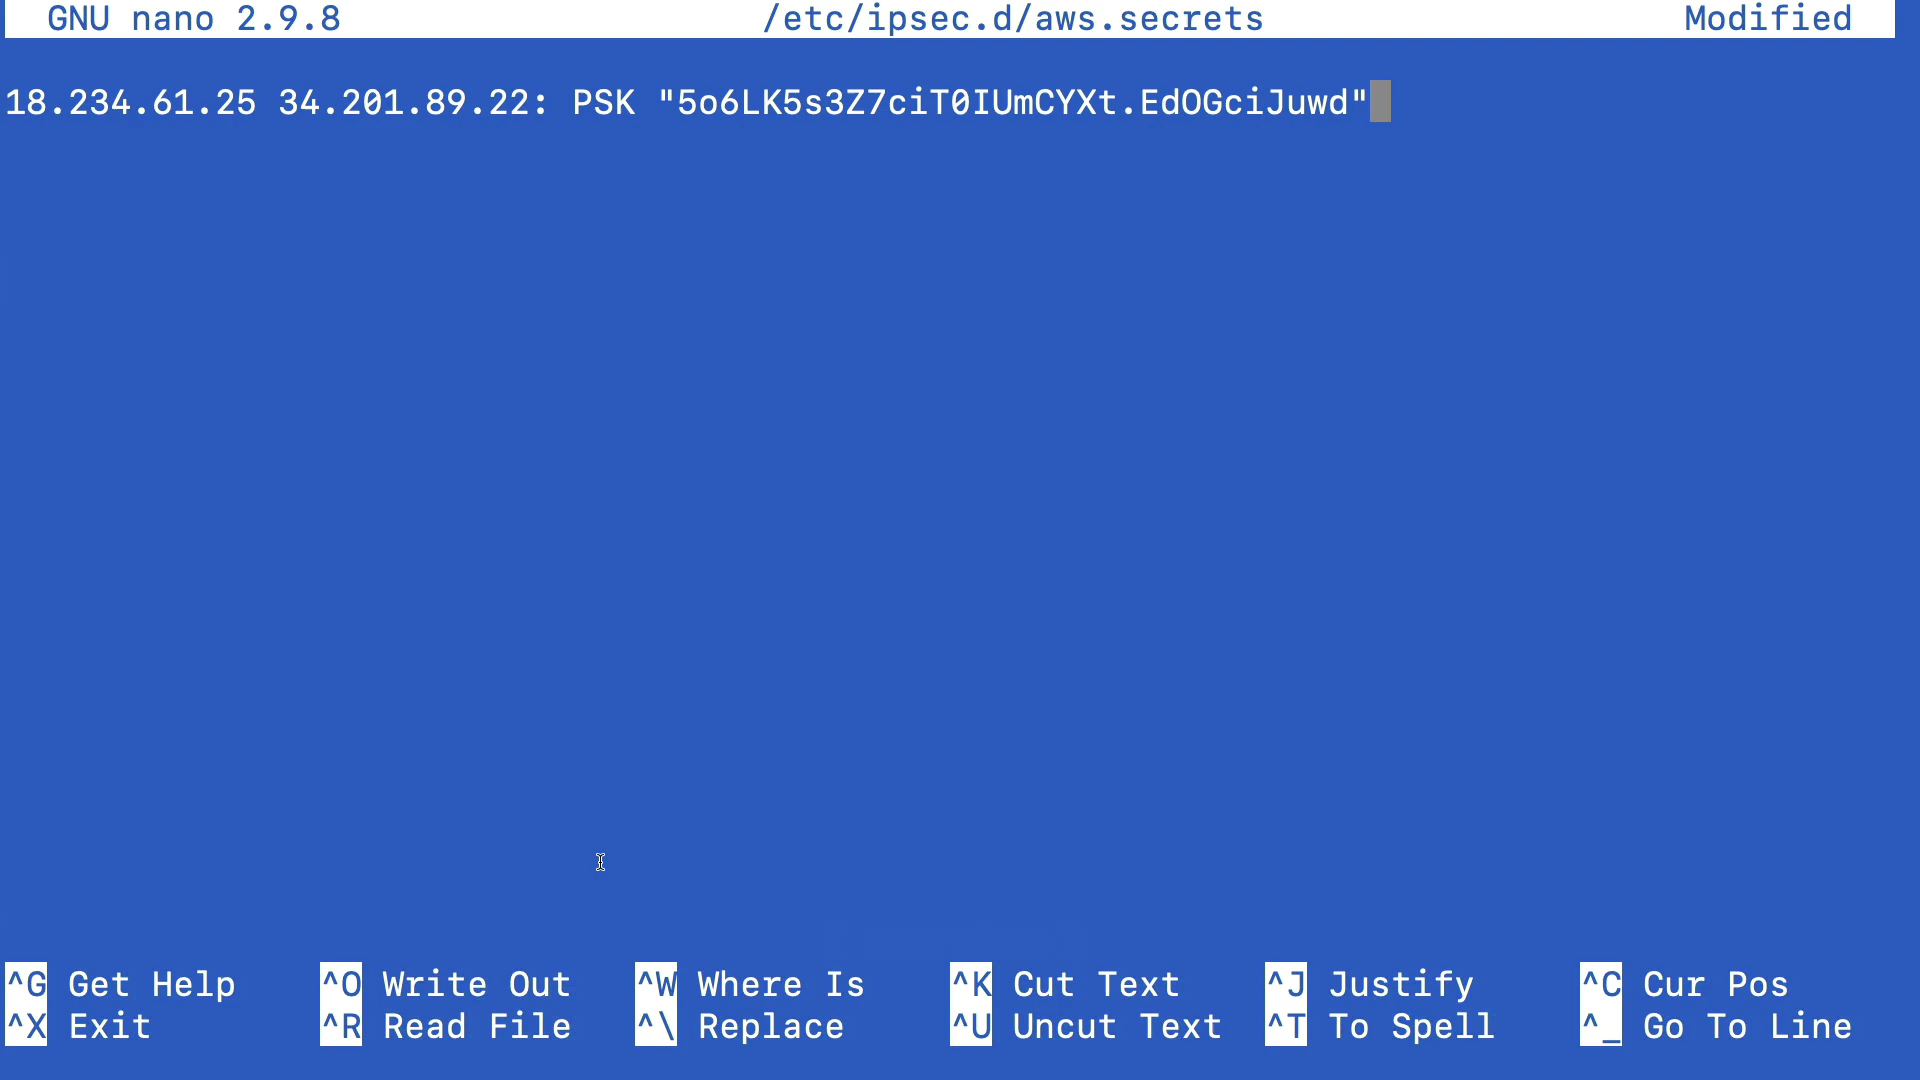 GNU nano 2.9.8 /etc/ipsec.d/aws.secrets Modified
18.234.61.25 34.201.89.22: PSK "5o6LK5s3Z7ciT0IUmCYXt.EdOGciJuwd"
^G Get Help ^O Write Out ^W Where Is ^K Cut Text ^J Justify ^C Cur Pos
^X Exit ^R Read File ^\ Replace ^U Uncut Text ^T To Spell ^_ Go To Line